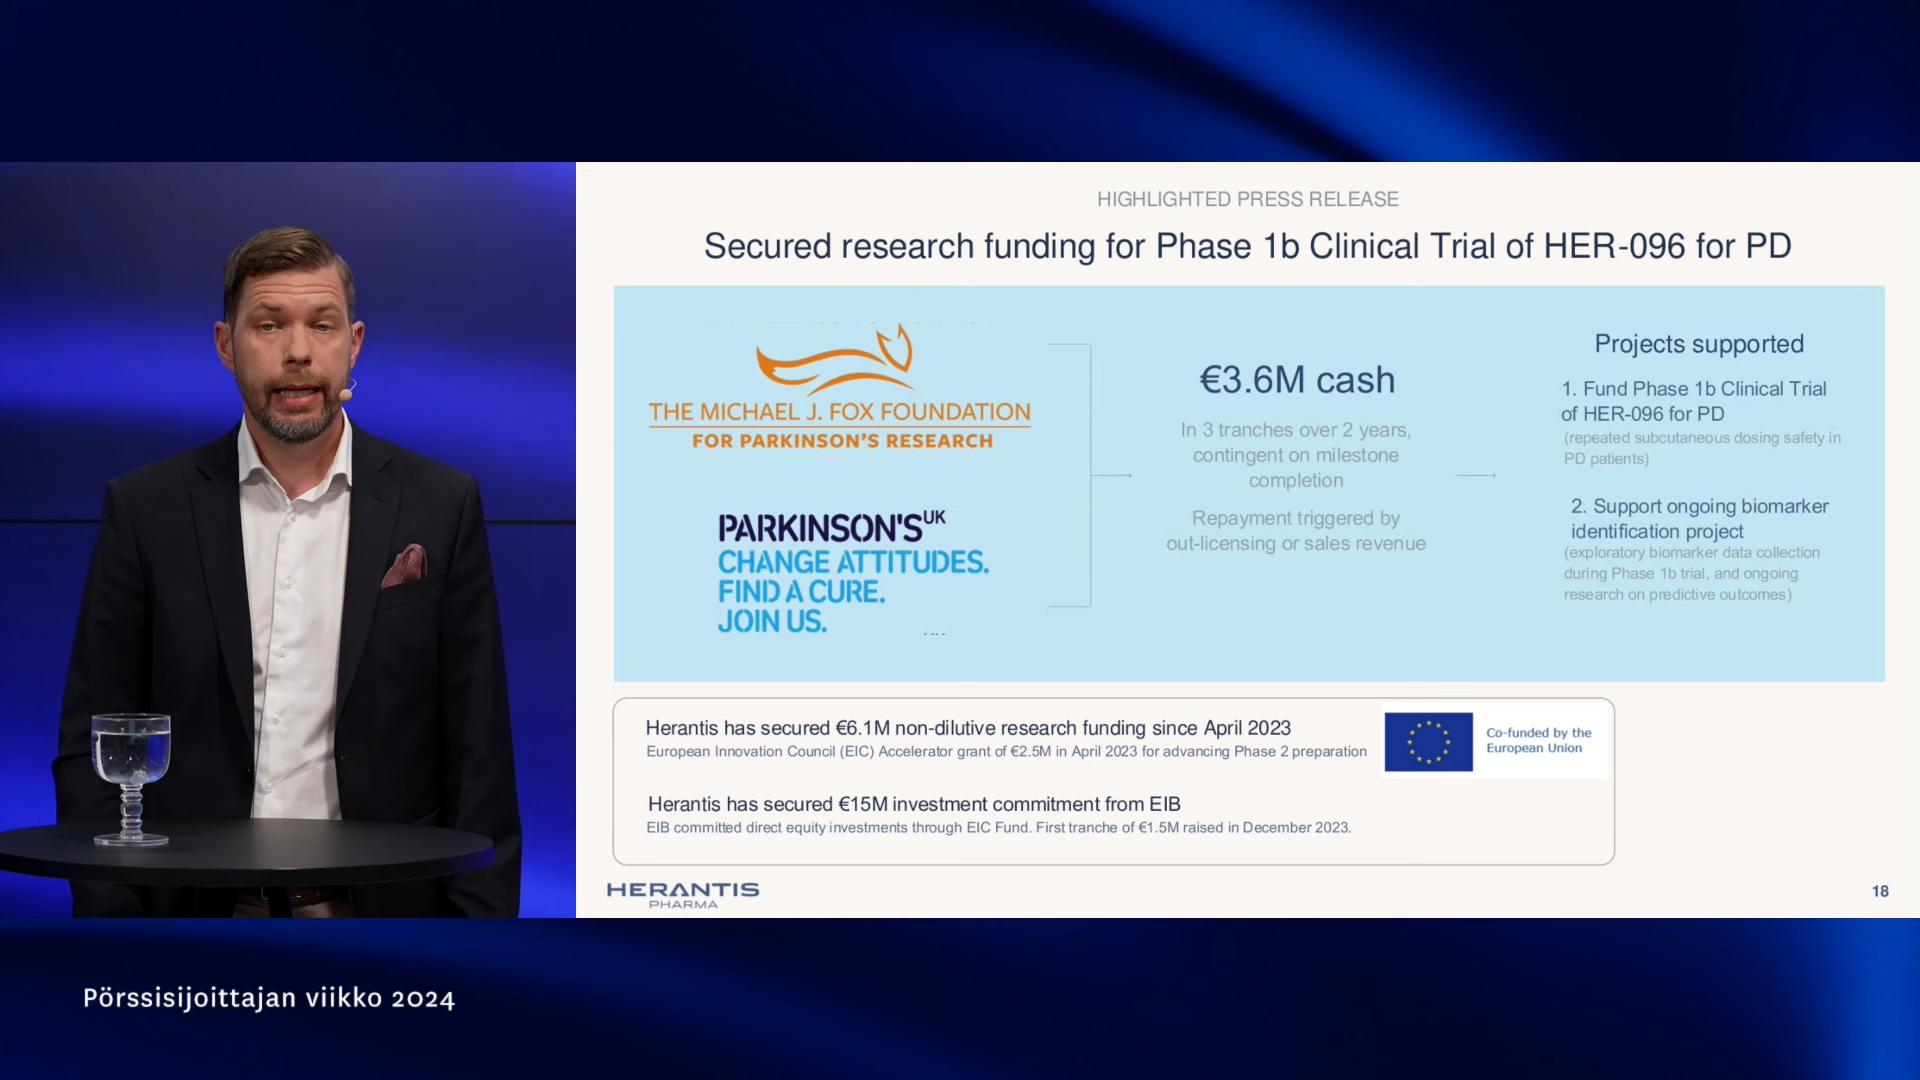 HIGHLIGHTED PRESS RELEASE
Secured research funding for Phase 1b Clinical Trial of HER-096 for PD
THE MICHAEL J. FOX FOUNDATION
FOR PARKINSON'S RESEARCH
PARKINSON'S UK
CHANGE ATTITUDES.
FIND A CURE.
JOIN US.
€3.6M cash
In 3 tranches over 2 years,
contingent on milestone
completion
Repayment triggered by
out-licensing or sales revenue
Projects supported
1. Fund Phase 1b Clinical Trial
of HER-096 for PD
(repeated subcutaneous dosing safety in
PD patients)
2. Support ongoing biomarker
identification project
(exploratory biomarker data collection
during Phase 1b trial, and ongoing
research on predictive outcomes)
Herantis has secured €6.1M non-dilutive research funding since April 2023
European Innovation Council (EIC) Accelerator grant of €2.5M in April 2023 for advancing Phase 2 preparation
Co-funded by the
European Union
Herantis has secured €15M investment commitment from EIB
EIB committed direct equity investments through EIC Fund. First tranche of €1.5M raised in December 2023.
HERANTIS
PHARMA
18
Pörssisijoittajan viikko 2024